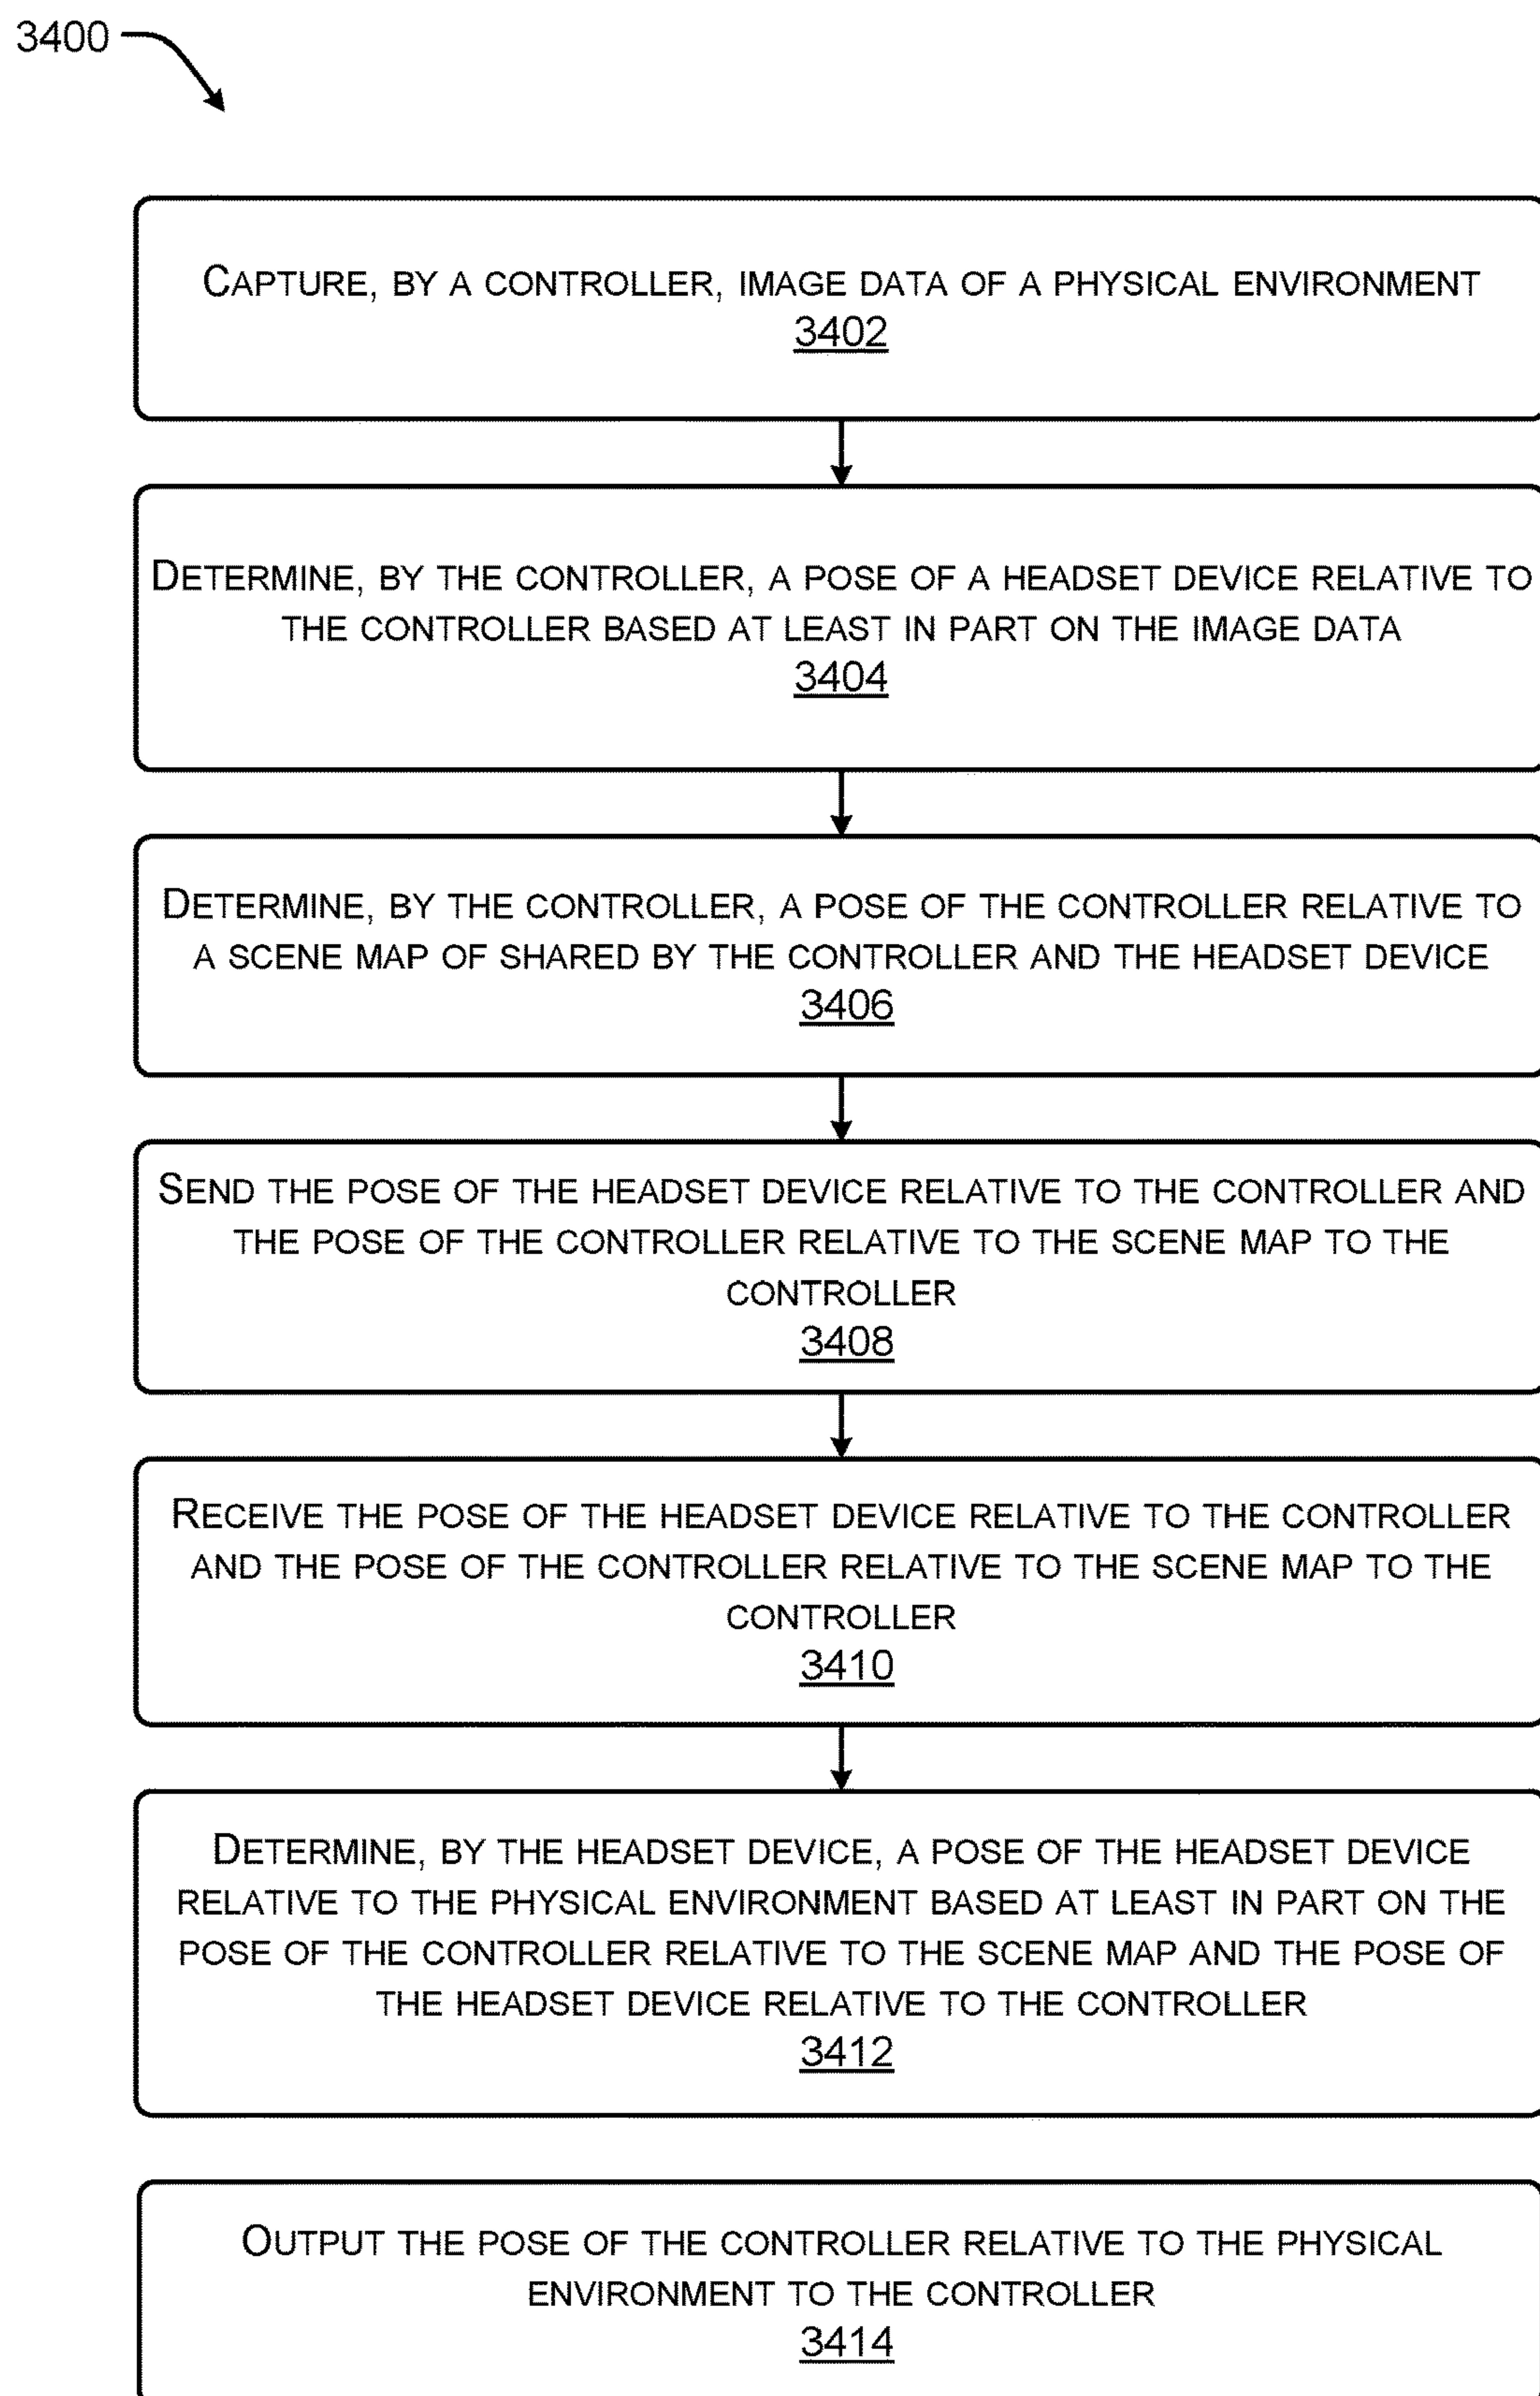 3400
CAPTURE, BY A CONTROLLER, IMAGE DATA OF A PHYSICAL ENVIRONMENT
3402
DETERMINE, BY THE CONTROLLER, A POSE OF A HEADSET DEVICE RELATIVE TO
THE CONTROLLER BASED AT LEAST IN PART ON THE IMAGE DATA
3404
DETERMINE, BY THE CONTROLLER, A POSE OF THE CONTROLLER RELATIVE TO
A SCENE MAP OF SHARED BY THE CONTROLLER AND THE HEADSET DEVICE
3406
SEND THE POSE OF THE HEADSET DEVICE RELATIVE TO THE CONTROLLER AND
THE POSE OF THE CONTROLLER RELATIVE TO THE SCENE MAP TO THE
CONTROLLER
3408
RECEIVE THE POSE OF THE HEADSET DEVICE RELATIVE TO THE CONTROLLER
AND THE POSE OF THE CONTROLLER RELATIVE TO THE SCENE MAP TO THE
CONTROLLER
3410
DETERMINE, BY THE HEADSET DEVICE, A POSE OF THE HEADSET DEVICE
RELATIVE TO THE PHYSICAL ENVIRONMENT BASED AT LEAST IN PART ON THE
POSE OF THE CONTROLLER RELATIVE TO THE SCENE MAP AND THE POSE OF
THE HEADSET DEVICE RELATIVE TO THE CONTROLLER
3412
OUTPUT THE POSE OF THE CONTROLLER RELATIVE TO THE PHYSICAL
ENVIRONMENT TO THE CONTROLLER
3414